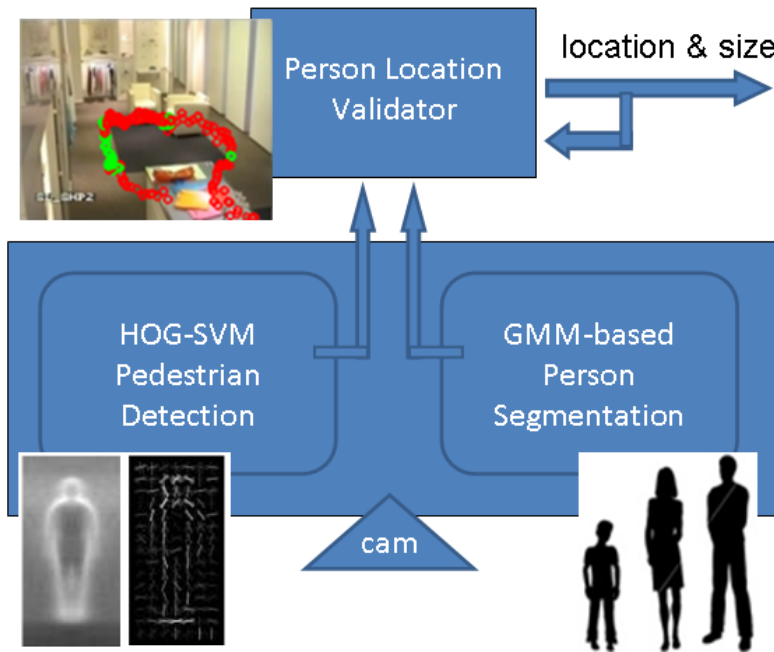 location & size
Person Location
Validator
HOG-SVM
Pedestrian
Detection
GMM-based
Person
Segmentation
cam